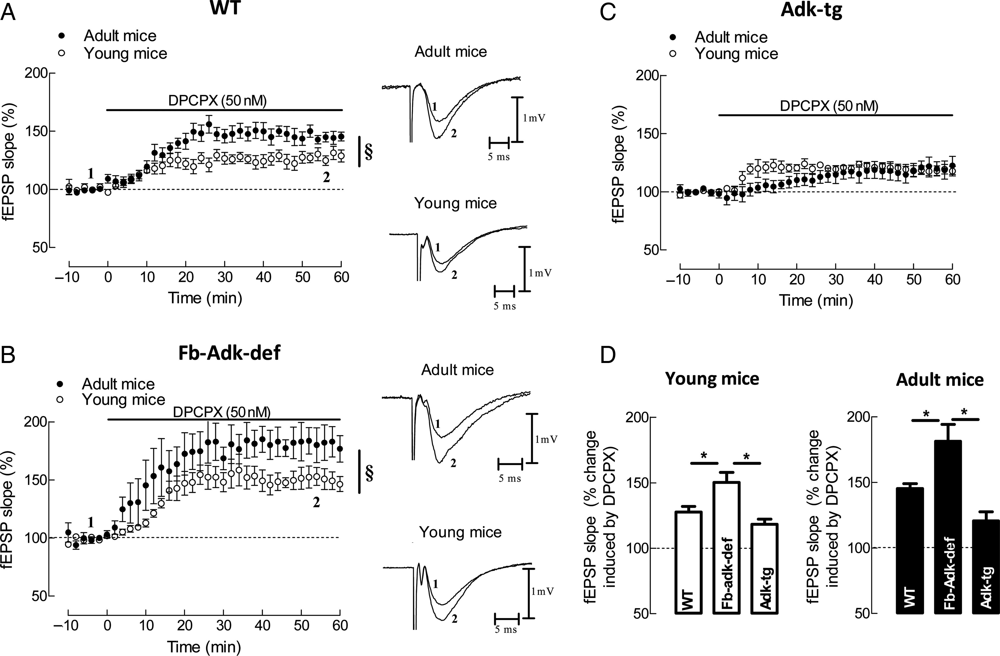 A
WT
Adult mice
Young mice
DPCPX (50 nM)
fEPSP slope (%)
200
150
100
50
1
2
§
–10 0 10 20 30 40 50 60
Time (min)
Adult mice
1
2
1mV
5 ms
Young mice
1
2
1mV
5 ms
C
Adk-tg
Adult mice
Young mice
DPCPX (50 nM)
fEPSP slope (%)
200
150
100
50
–10 0 10 20 30 40 50 60
Time (min)
B
Fb-Adk-def
Adult mice
Young mice
DPCPX (50 nM)
fEPSP slope (%)
200
150
100
50
1
2
§
–10 0 10 20 30 40 50 60
Time (min)
Adult mice
1
2
1mV
5 ms
Young mice
1
2
1mV
5 ms
D
Young mice
fEPSP slope (% change
induced by DPCPX)
200
150
100
50
* *
WT
Fb-adk-def
Adk-tg
Adult mice
fEPSP slope (% change
induced by DPCPX)
200
150
100
50
* *
WT
Fb-Adk-def
Adk-tg